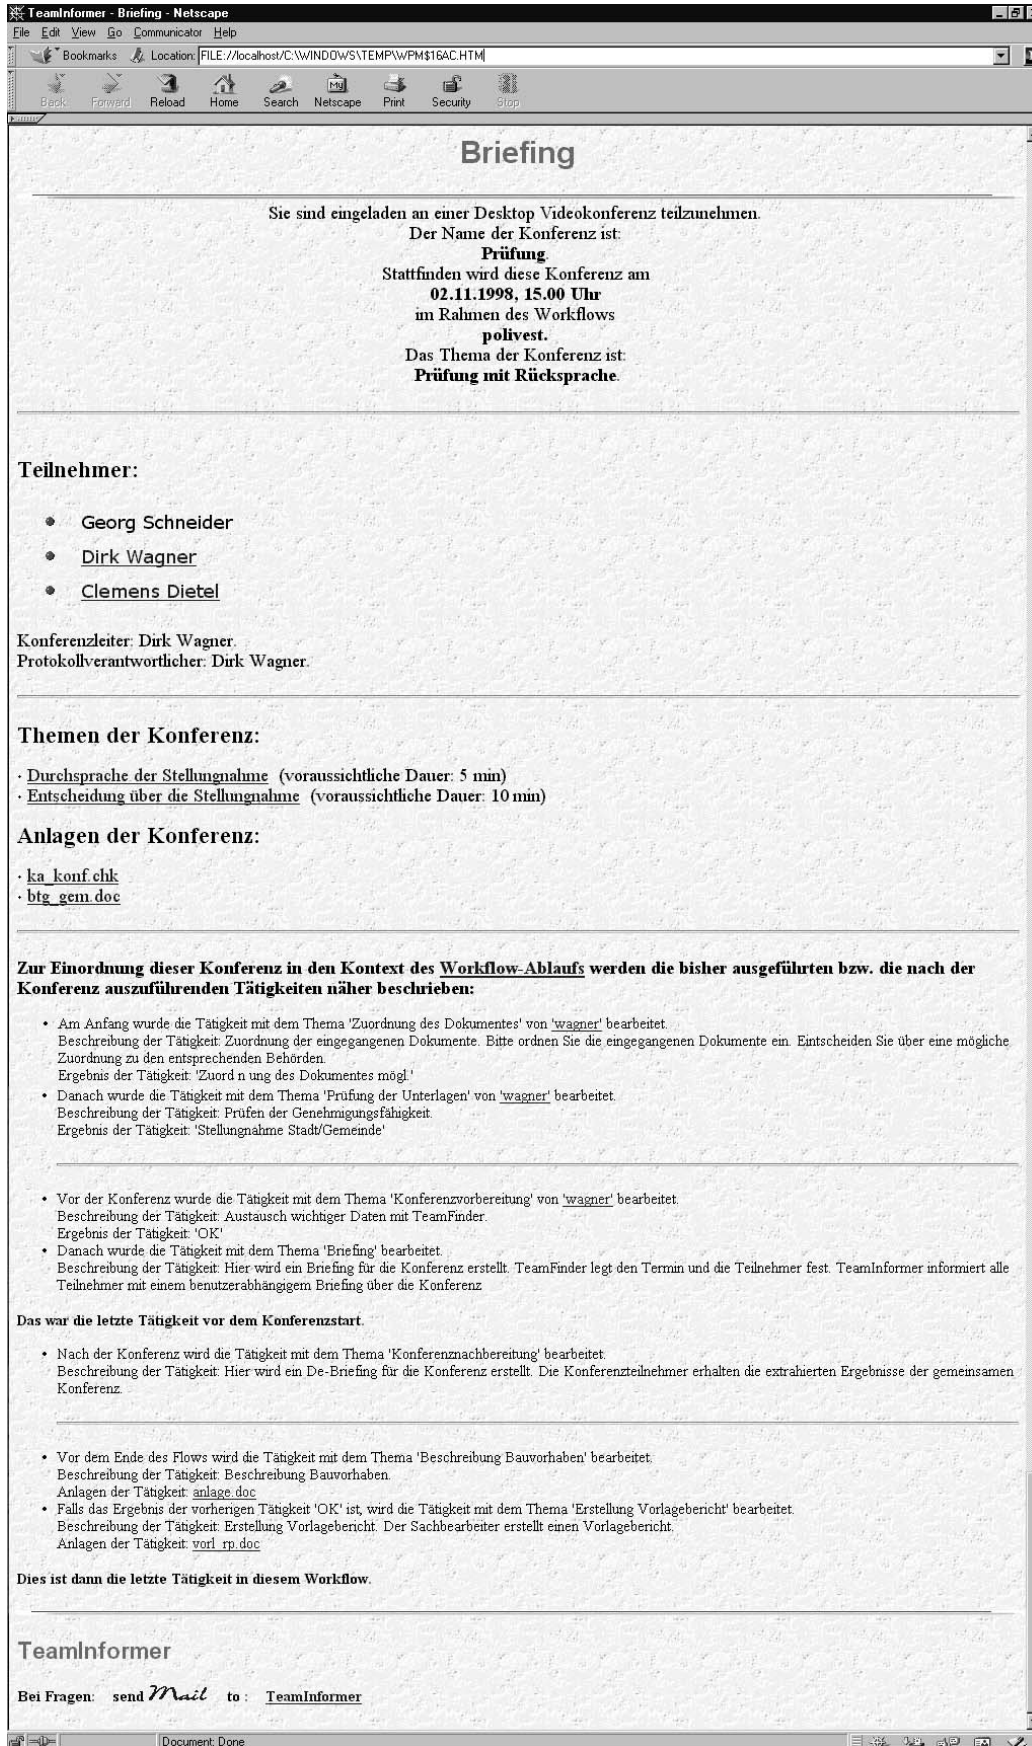 TeamInformer - Briefing - Netscape
File Edit View Go Communicator Help
Bookmarks Location: FILE://localhost/C:\WINDOWS\TEMP\WPM$16AC.HTM
Back Forward Reload Home Search Netscape Print Security Stop
Briefing
Sie sind eingeladen an einer Desktop Videokonferenz teilzunehmen.
Der Name der Konferenz ist:
Prüfung.
Stattfinden wird diese Konferenz am
02.11.1998, 15.00 Uhr
im Rahmen des Workflows
polivest.
Das Thema der Konferenz ist:
Prüfung mit Rücksprache.
Teilnehmer:
Georg Schneider
Dirk Wagner
Clemens Dietel
Konferenzleiter: Dirk Wagner.
Protokollverantwortlicher: Dirk Wagner.
Themen der Konferenz:
· Durchsprache der Stellungnahme (voraussichtliche Dauer: 5 min)
· Entscheidung über die Stellungnahme (voraussichtliche Dauer: 10 min)
Anlagen der Konferenz:
· ka_konf.chk
· btg_gem.doc
Zur Einordnung dieser Konferenz in den Kontext des Workflow-Ablaufs werden die bisher ausgeführten bzw. die nach der
Konferenz auszuführenden Tätigkeiten näher beschrieben:
• Am Anfang wurde die Tätigkeit mit dem Thema 'Zuordnung des Dokumentes' von 'wagner' bearbeitet.
Beschreibung der Tätigkeit: Zuordnung der eingegangenen Dokumente. Bitte ordnen Sie die eingegangenen Dokumente ein. Eintscheiden Sie über eine mögliche
Zuordnung zu den entsprechenden Behörden.
Ergebnis der Tätigkeit: 'Zuord n ung des Dokumentes mögl.'
• Danach wurde die Tätigkeit mit dem Thema 'Prüfung der Unterlagen' von 'wagner' bearbeitet.
Beschreibung der Tätigkeit: Prüfen der Genehmigungsfähigkeit.
Ergebnis der Tätigkeit: 'Stellungnahme Stadt/Gemeinde'
• Vor der Konferenz wurde die Tätigkeit mit dem Thema 'Konferenzvorbereitung' von 'wagner' bearbeitet.
Beschreibung der Tätigkeit: Austausch wichtiger Daten mit TeamFinder.
Ergebnis der Tätigkeit: 'OK'
• Danach wurde die Tätigkeit mit dem Thema 'Briefing' bearbeitet.
Beschreibung der Tätigkeit: Hier wird ein Briefing für die Konferenz erstellt. TeamFinder legt den Termin und die Teilnehmer fest. TeamInformer informiert alle
Teilnehmer mit einem benutzerabhängigem Briefing über die Konferenz
Das war die letzte Tätigkeit vor dem Konferenzstart.
• Nach der Konferenz wird die Tätigkeit mit dem Thema 'Konferenznachbereitung' bearbeitet.
Beschreibung der Tätigkeit: Hier wird ein De-Briefing für die Konferenz erstellt. Die Konferenzteilnehmer erhalten die extrahierten Ergebnisse der gemeinsamen
Konferenz.
• Vor dem Ende des Flows wird die Tätigkeit mit dem Thema 'Beschreibung Bauvorhaben' bearbeitet.
Beschreibung der Tätigkeit: Beschreibung Bauvorhaben.
Anlagen der Tätigkeit: anlage.doc
• Falls das Ergebnis der vorherigen Tätigkeit 'OK' ist, wird die Tätigkeit mit dem Thema 'Erstellung Vorlagebericht' bearbeitet.
Beschreibung der Tätigkeit: Erstellung Vorlagebericht. Der Sachbearbeiter erstellt einen Vorlagebericht.
Anlagen der Tätigkeit: vorl_rp.doc
Dies ist dann die letzte Tätigkeit in diesem Workflow.
TeamInformer
Bei Fragen: send Mail to : TeamInformer
Document: Done